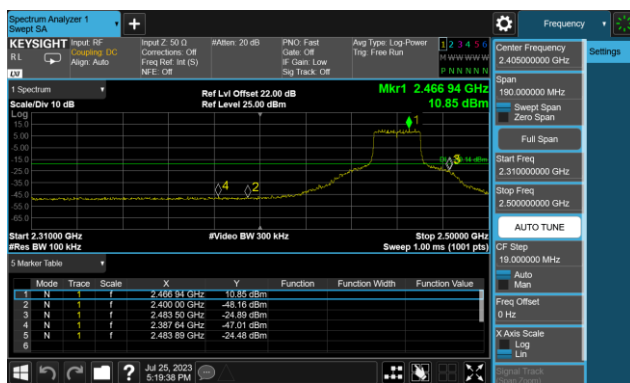 Spectrum Analyzer 1
Swept SA
Frequency
KEYSIGHT
RL
Input: RF
Coupling: DC
Align: Auto
Input Z: 50 Ω
Corrections: Off
Freq Ref: Int (S)
NFE: Off
#Atten: 20 dB
PNO: Fast
Gate: Off
IF Gain: Low
Sig Track: Off
Avg Type: Log-Power
Trig: Free Run
1 2 3 4 5 6
M W W W W W
P N N N N N
LXI
1 Spectrum
Scale/Div 10 dB
Ref Lvl Offset 22.00 dB
Ref Level 25.00 dBm
Mkr1 2.466 94 GHz
10.85 dBm
Log
15.0
5.00
-5.00
-15.0
-25.0
-35.0
-45.0
-55.0
-65.0
1
2
3
4
Start 2.31000 GHz
#Res BW 100 kHz
#Video BW 300 kHz
Stop 2.50000 GHz
Sweep 1.00 ms (1001 pts)
5 Marker Table
Mode Trace Scale X Y Function Function Width Function Value
1 N 1 f 2.466 94 GHz 10.85 dBm
2 N 1 f 2.400 00 GHz -48.16 dBm
3 N 1 f 2.483 50 GHz -24.89 dBm
4 N 1 f 2.387 64 GHz -47.01 dBm
5 N 1 f 2.483 89 GHz -24.48 dBm
6
?
Jul 25, 2023
5:19:38 PM
Center Frequency
2.405000000 GHz
Settings
Span
190.000000 MHz
Swept Span
Zero Span
Full Span
Start Freq
2.310000000 GHz
Stop Freq
2.500000000 GHz
AUTO TUNE
CF Step
19.000000 MHz
Auto
Man
Freq Offset
0 Hz
X Axis Scale
Log
Lin
Signal Track
(Span Zoom)